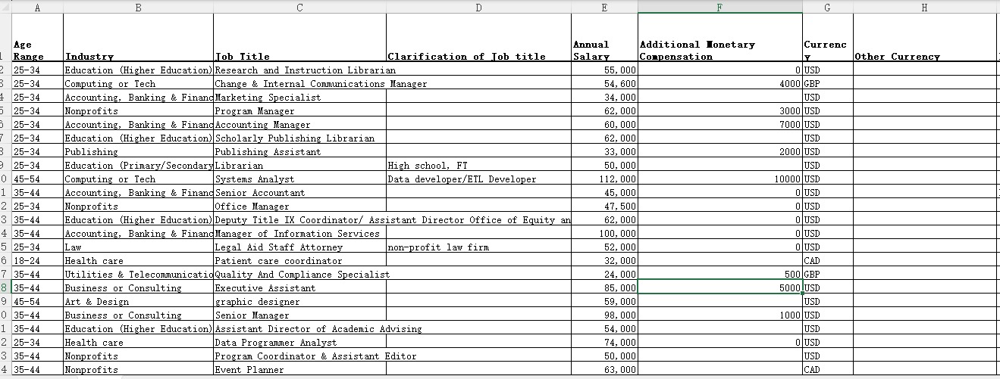 A B C D E F G H
Age Range Industry Job Title Clarification of Job title Annual Salary Additional Monetary Compensation Currency Other Currency
2 25-34 Education (Higher Education) Research and Instruction Librarian 55,000 0 USD
3 25-34 Computing or Tech Change & Internal Communications Manager 54,600 4000 GBP
4 25-34 Accounting, Banking & Financ Marketing Specialist 34,000 USD
5 25-34 Nonprofits Program Manager 62,000 3000 USD
6 25-34 Accounting, Banking & Financ Accounting Manager 60,000 7000 USD
7 25-34 Education (Higher Education) Scholarly Publishing Librarian 62,000 USD
8 25-34 Publishing Publishing Assistant 33,000 2000 USD
9 25-34 Education (Primary/Secondary Librarian High school, FT 50,000 USD
0 45-54 Computing or Tech Systems Analyst Data developer/ETL Developer 112,000 10000 USD
1 35-44 Accounting, Banking & Financ Senior Accountant 45,000 0 USD
2 25-34 Nonprofits Office Manager 47,500 0 USD
3 35-44 Education (Higher Education) Deputy Title IX Coordinator/ Assistant Director Office of Equity an 62,000 0 USD
4 35-44 Accounting, Banking & Financ Manager of Information Services 100,000 0 USD
5 25-34 Law Legal Aid Staff Attorney non-profit law firm 52,000 0 USD
6 18-24 Health care Patient care coordinator 32,000 CAD
7 35-44 Utilities & Telecommunicatio Quality And Compliance Specialist 24,000 500 GBP
8 35-44 Business or Consulting Executive Assistant 85,000 5000 USD
9 45-54 Art & Design graphic designer 59,000 USD
0 35-44 Business or Consulting Senior Manager 98,000 1000 USD
1 35-44 Education (Higher Education) Assistant Director of Academic Advising 54,000 USD
2 25-34 Health care Data Programmer Analyst 74,000 0 USD
3 35-44 Nonprofits Program Coordinator & Assistant Editor 50,000 USD
4 35-44 Nonprofits Event Planner 63,000 CAD